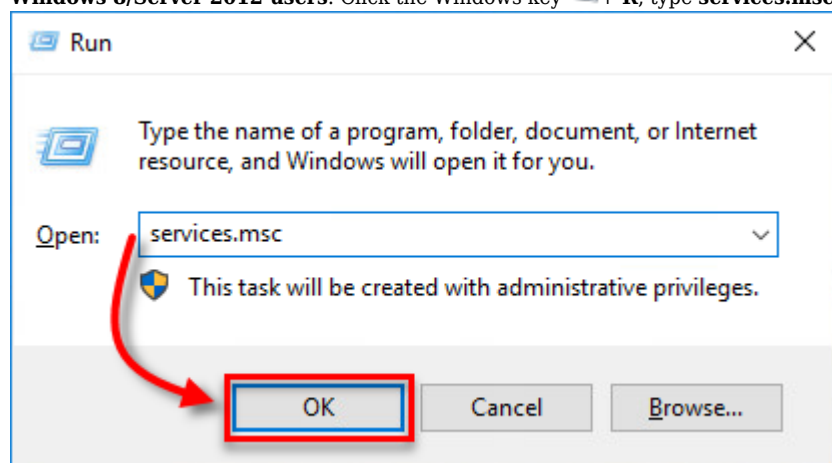 Windows 8/Server 2012 users: Click the Windows key + R, type services.msc
Run
Type the name of a program, folder, document, or Internet
resource, and Windows will open it for you.
Open: services.msc
This task will be created with administrative privileges.
OK Cancel Browse...